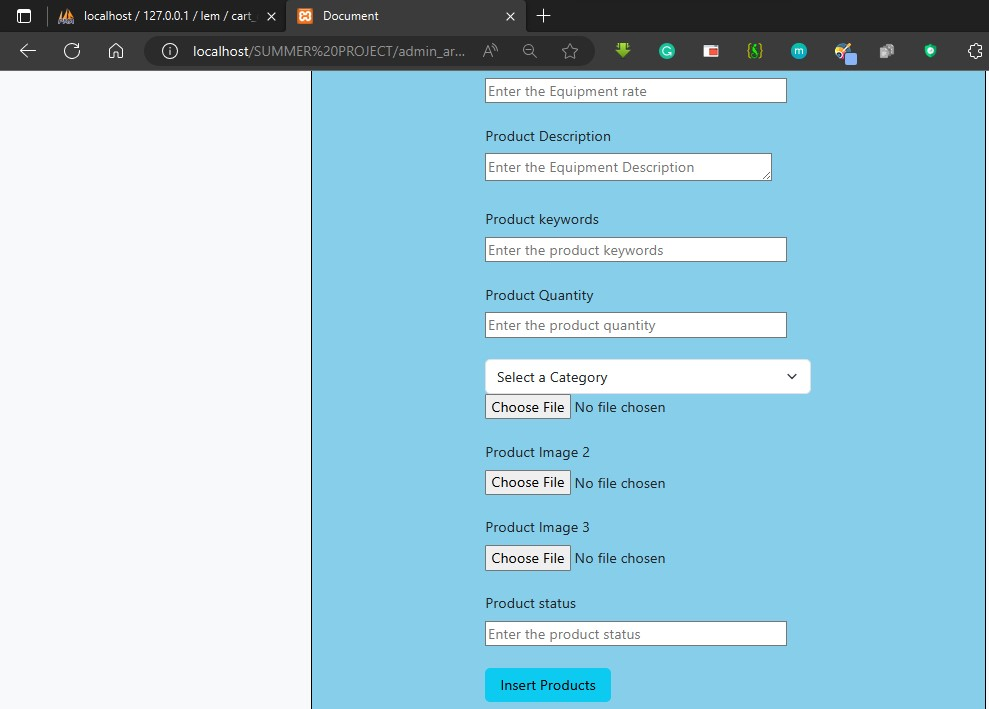 localhost / 127.0.0.1 / lem / cart_
Document
localhost/SUMMER%20PROJECT/admin_ar...
Enter the Equipment rate
Product Description
Enter the Equipment Description
Product keywords
Enter the product keywords
Product Quantity
Enter the product quantity
Select a Category
Choose File No file chosen
Product Image 2
Choose File No file chosen
Product Image 3
Choose File No file chosen
Product status
Enter the product status
Insert Products